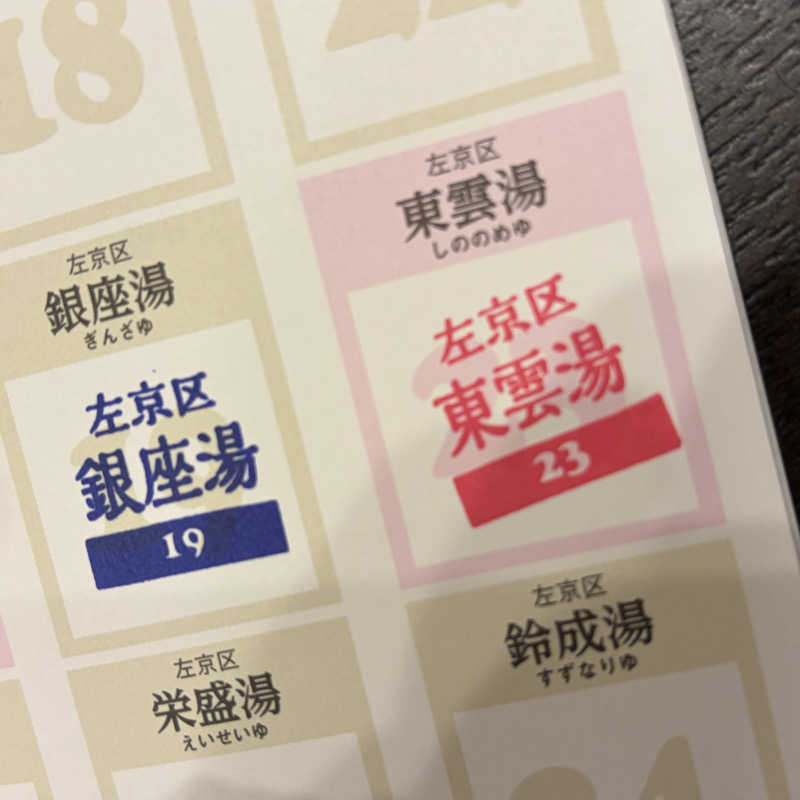 18
左京区
銀座湯
ぎんざゆ
左京区
銀座湯
19
左京区
栄盛湯
えいせいゆ
左京区
東雲湯
しののめゆ
左京区
東雲湯
23
左京区
鈴成湯
すずなりゆ
24